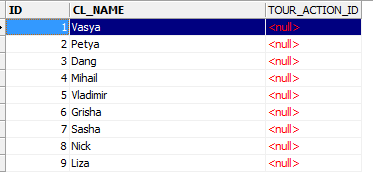 ID CL_NAME TOUR_ACTION_ID
1 Vasya <null>
2 Petya <null>
3 Dang <null>
4 Mihail <null>
5 Vladimir <null>
6 Grisha <null>
7 Sasha <null>
8 Nick <null>
9 Liza <null>